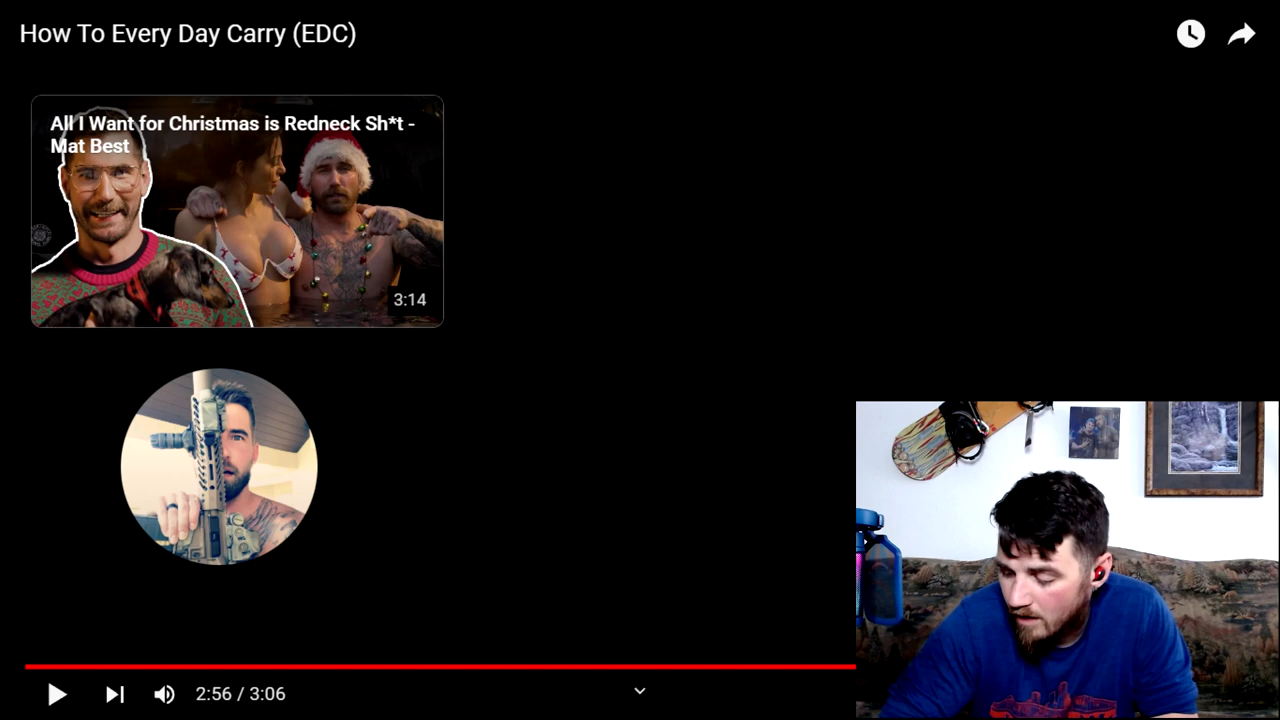 How To Every Day Carry (EDC)
All I Want for Christmas is Redneck Sh*t -
Mat Best
3:14
2:56 / 3:06